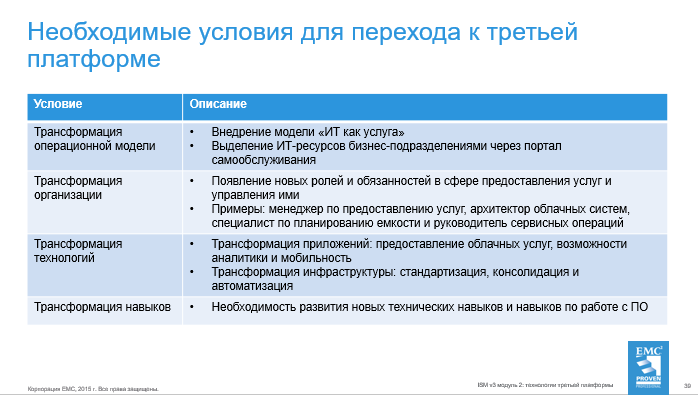 Необходимые условия для перехода к третьей
платформе
Условие
Описание
Трансформация
операционной модели
• Внедрение модели «ИТ как услуга»
• Выделение ИТ-ресурсов бизнес-подразделениями через портал
самообслуживания
Трансформация
организации
• Появление новых ролей и обязанностей в сфере предоставления услуг и
управления ими
• Примеры: менеджер по предоставлению услуг, архитектор облачных систем,
специалист по планированию емкости и руководитель сервисных операций
Трансформация
технологий
• Трансформация приложений: предоставление облачных услуг, возможности
аналитики и мобильность
• Трансформация инфраструктуры: стандартизация, консолидация и
автоматизация
Трансформация навыков
• Необходимость развития новых технических навыков и навыков по работе с ПО
EMC²
PROVEN
PROFESSIONAL
Корпорация EMC, 2015 г. Все права защищены.
ISM v3 модуль 2: технологии третьей платформы
39